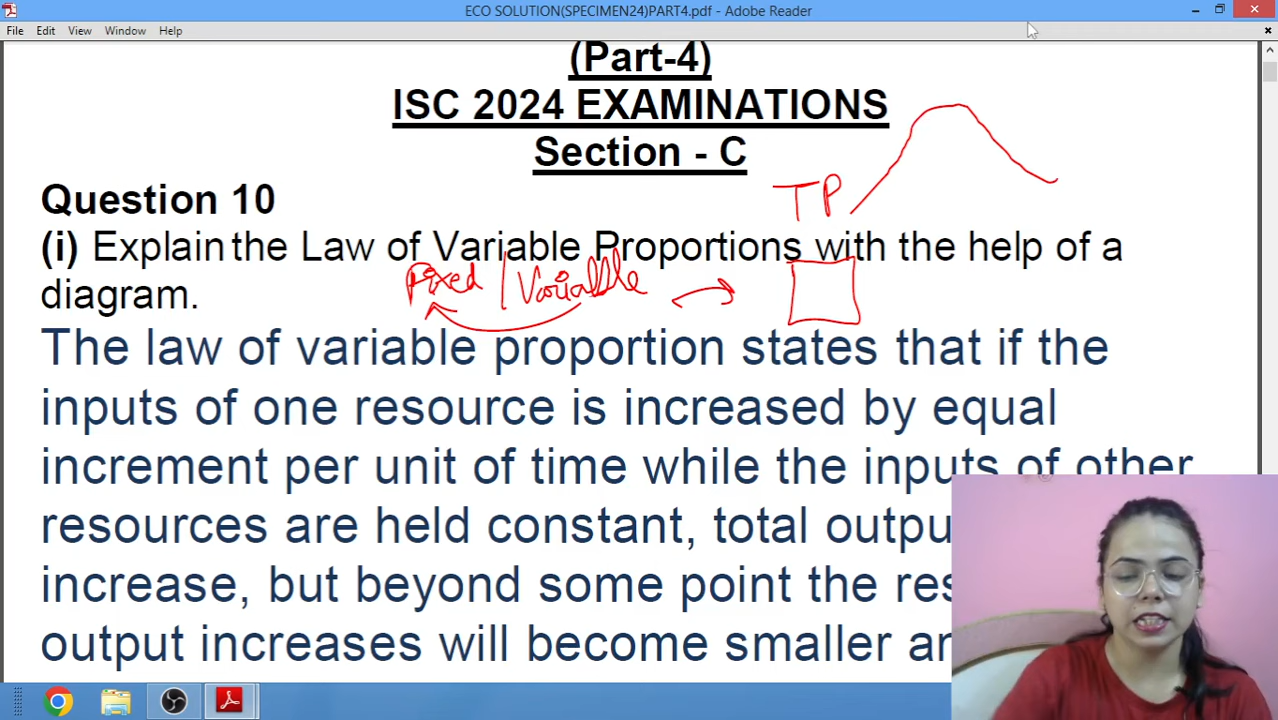 ECO SOLUTION(SPECIMEN24)PART4.pdf - Adobe Reader
File Edit View Window Help
(Part-4)
ISC 2024 EXAMINATIONS
Section - C
TP
Question 10
(i) Explain the Law of Variable Proportions with the help of a
Fixed / Variable
diagram.
The law of variable proportion states that if the
inputs of one resource is increased by equal
increment per unit of time while the inputs of other
resources are held constant, total outpu
increase, but beyond some point the res
output increases will become smaller an